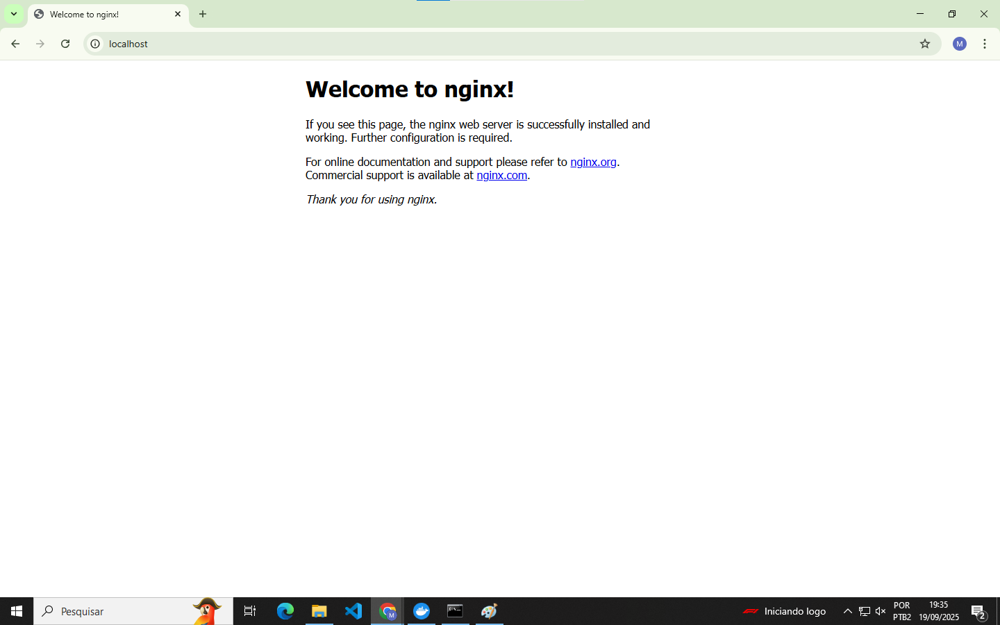 Welcome to nginx!
localhost
M
Welcome to nginx!
If you see this page, the nginx web server is successfully installed and
working. Further configuration is required.
For online documentation and support please refer to nginx.org.
Commercial support is available at nginx.com.
Thank you for using nginx.
Pesquisar
M
Iniciando logo
POR
PTB2
19:35
19/09/2025
2